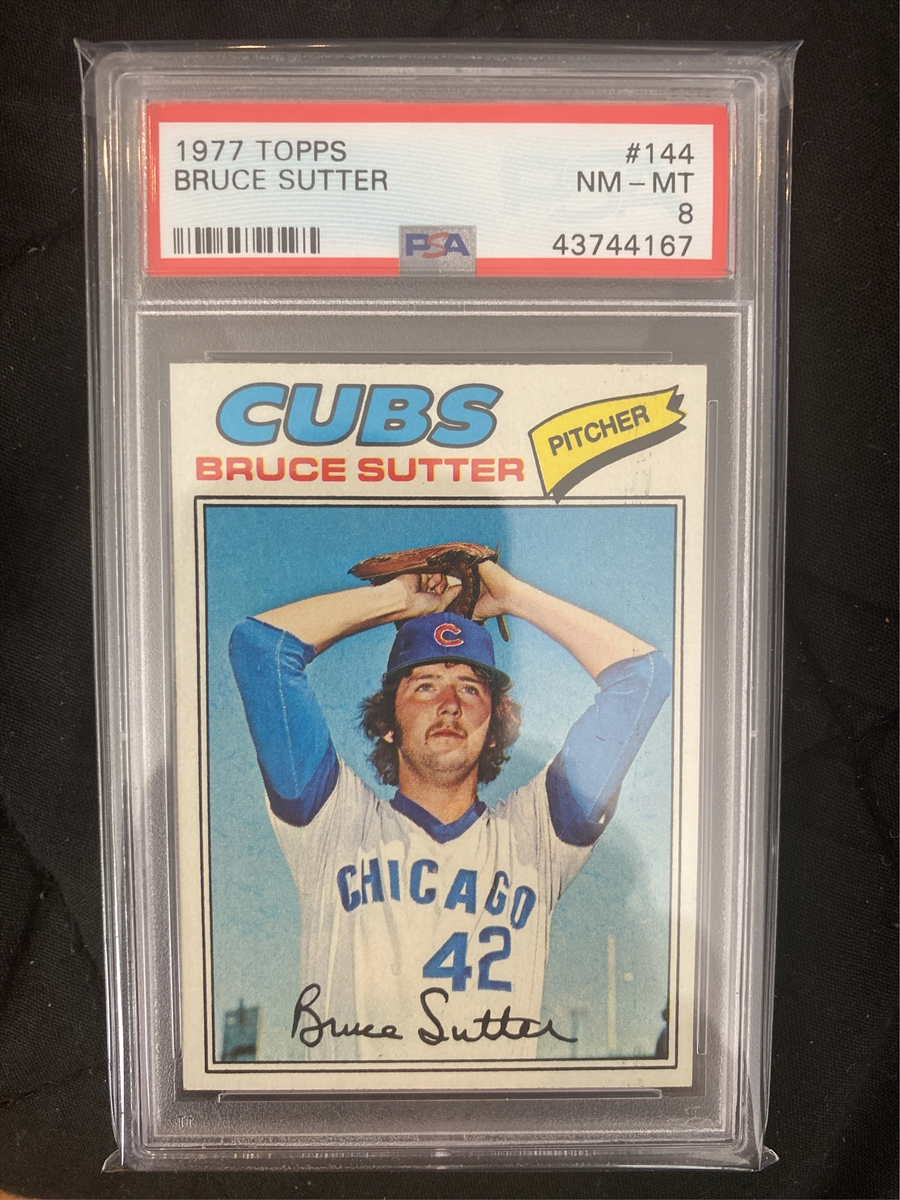 1977 TOPPS #144
BRUCE SUTTER NM – MT
8
PSA 43744167
CUBS
PITCHER
BRUCE SUTTER
C
CHICAGO
42
Bruce Sutter